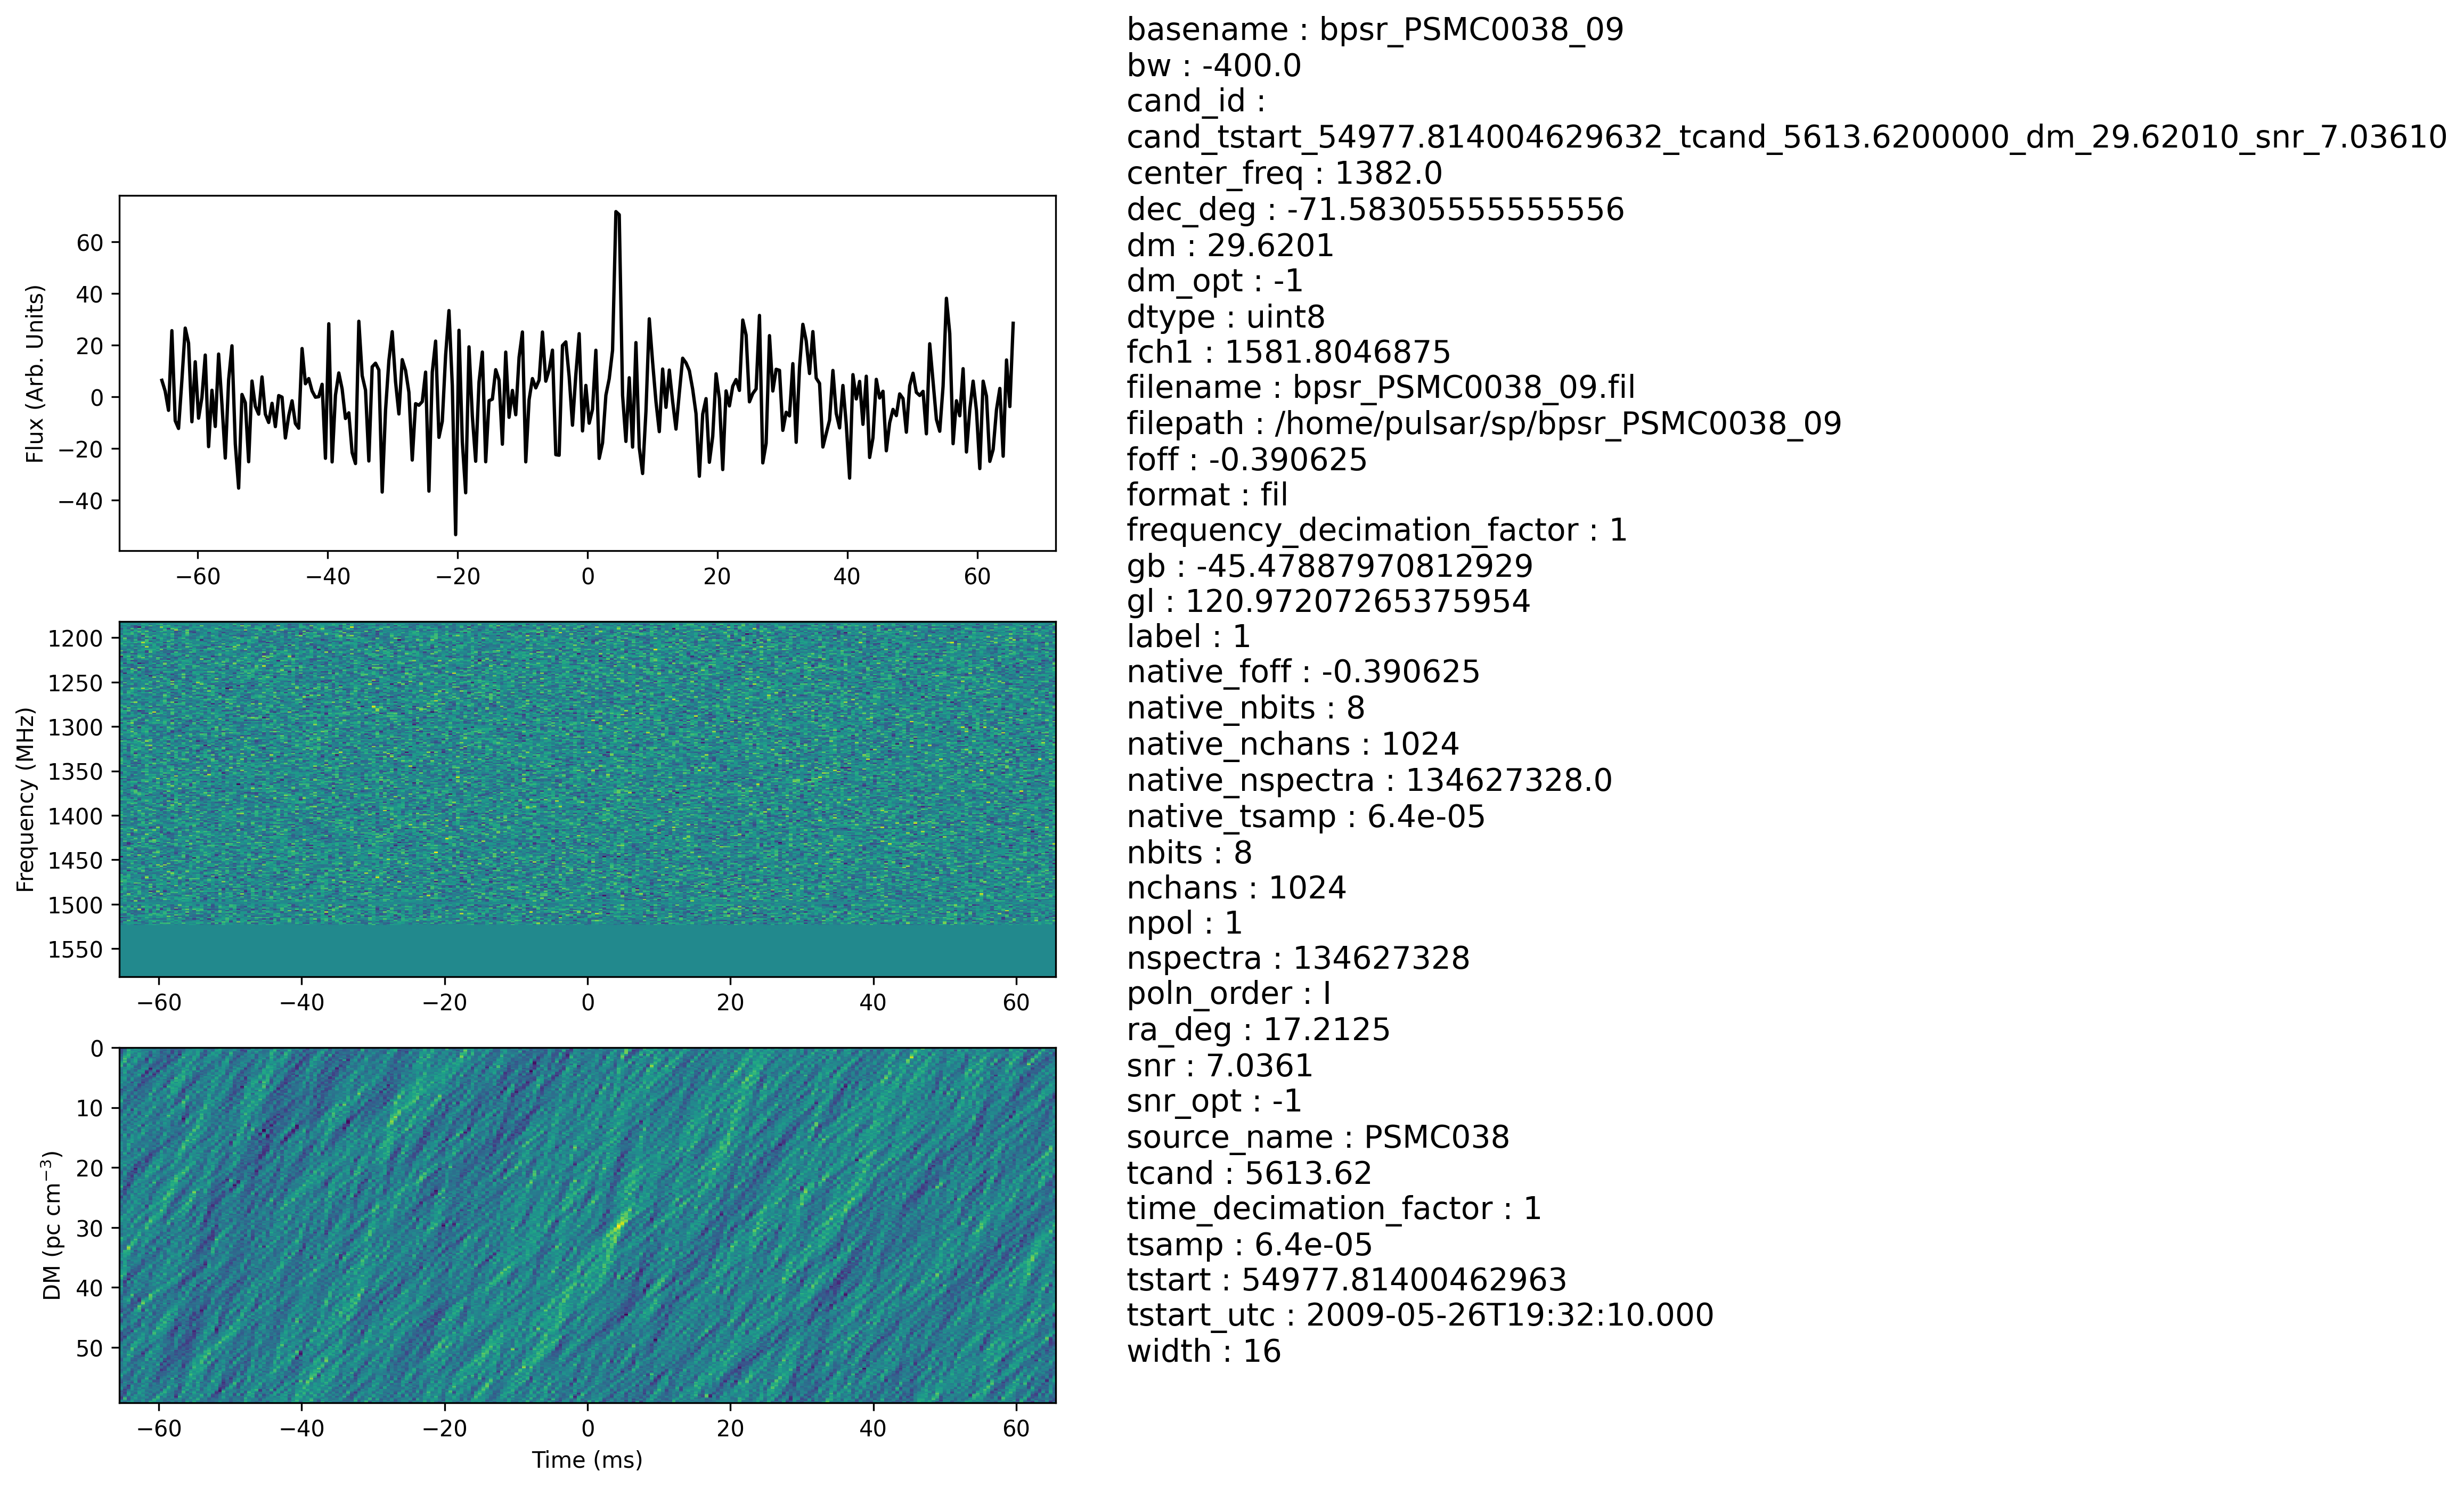 basename : bpsr_PSMC0038_09
bw : -400.0
cand_id :
cand_tstart_54977.814004629632_tcand_5613.6200000_dm_29.62010_snr_7.03610
center_freq : 1382.0
dec_deg : -71.58305555555556
dm : 29.6201
dm_opt : -1
dtype : uint8
fch1 : 1581.8046875
filename : bpsr_PSMC0038_09.fil
filepath : /home/pulsar/sp/bpsr_PSMC0038_09
foff : -0.390625
format : fil
frequency_decimation_factor : 1
gb : -45.47887970812929
gl : 120.97207265375954
label : 1
native_foff : -0.390625
native_nbits : 8
native_nchans : 1024
native_nspectra : 134627328.0
native_tsamp : 6.4e-05
nbits : 8
nchans : 1024
npol : 1
nspectra : 134627328
poln_order : I
ra_deg : 17.2125
snr : 7.0361
snr_opt : -1
source_name : PSMC038
tcand : 5613.62
time_decimation_factor : 1
tsamp : 6.4e-05
tstart : 54977.81400462963
tstart_utc : 2009-05-26T19:32:10.000
width : 16
Flux (Arb. Units)
60
40
20
0
−20
−40
−60 −40 −20 0 20 40 60
Frequency (MHz)
1200
1250
1300
1350
1400
1450
1500
1550
−60 −40 −20 0 20 40 60
DM (pc cm⁻³)
0
10
20
30
40
50
−60 −40 −20 0 20 40 60
Time (ms)